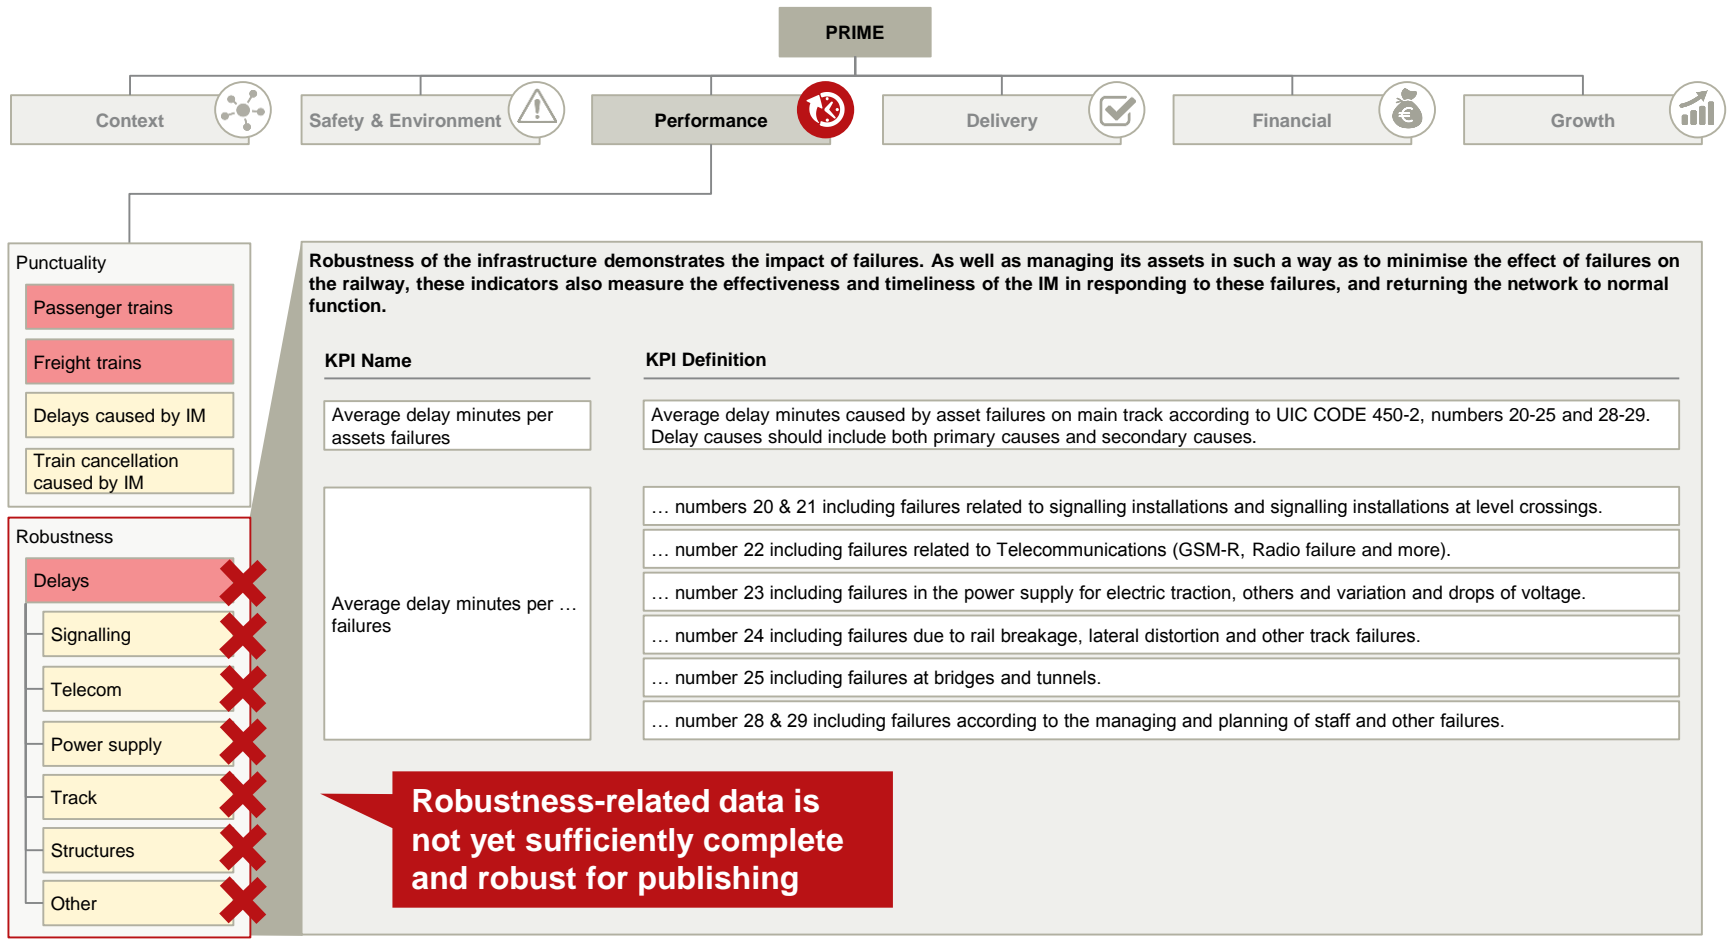 PRIME
Context
Safety & Environment
Performance
Delivery
Financial
Growth
Punctuality
Passenger trains
Freight trains
Delays caused by IM
Train cancellation
caused by IM
Robustness
Delays
Signalling
Telecom
Power supply
Track
Structures
Other
Robustness of the infrastructure demonstrates the impact of failures. As well as managing its assets in such a way as to minimise the effect of failures on
the railway, these indicators also measure the effectiveness and timeliness of the IM in responding to these failures, and returning the network to normal
function.
KPI Name
KPI Definition
Average delay minutes per
assets failures
Average delay minutes caused by asset failures on main track according to UIC CODE 450-2, numbers 20-25 and 28-29.
Delay causes should include both primary causes and secondary causes.
Average delay minutes per …
failures
… numbers 20 & 21 including failures related to signalling installations and signalling installations at level crossings.
… number 22 including failures related to Telecommunications (GSM-R, Radio failure and more).
… number 23 including failures in the power supply for electric traction, others and variation and drops of voltage.
… number 24 including failures due to rail breakage, lateral distortion and other track failures.
… number 25 including failures at bridges and tunnels.
… number 28 & 29 including failures according to the managing and planning of staff and other failures.
Robustness-related data is
not yet sufficiently complete
and robust for publishing